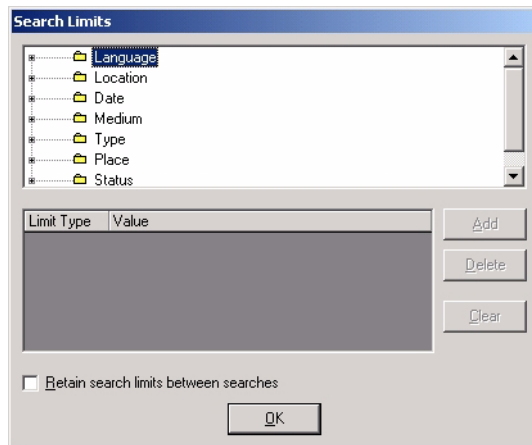 Search Limits
Language
Location
Date
Medium
Type
Place
Status
Limit Type Value
Add
Delete
Clear
Retain search limits between searches
OK